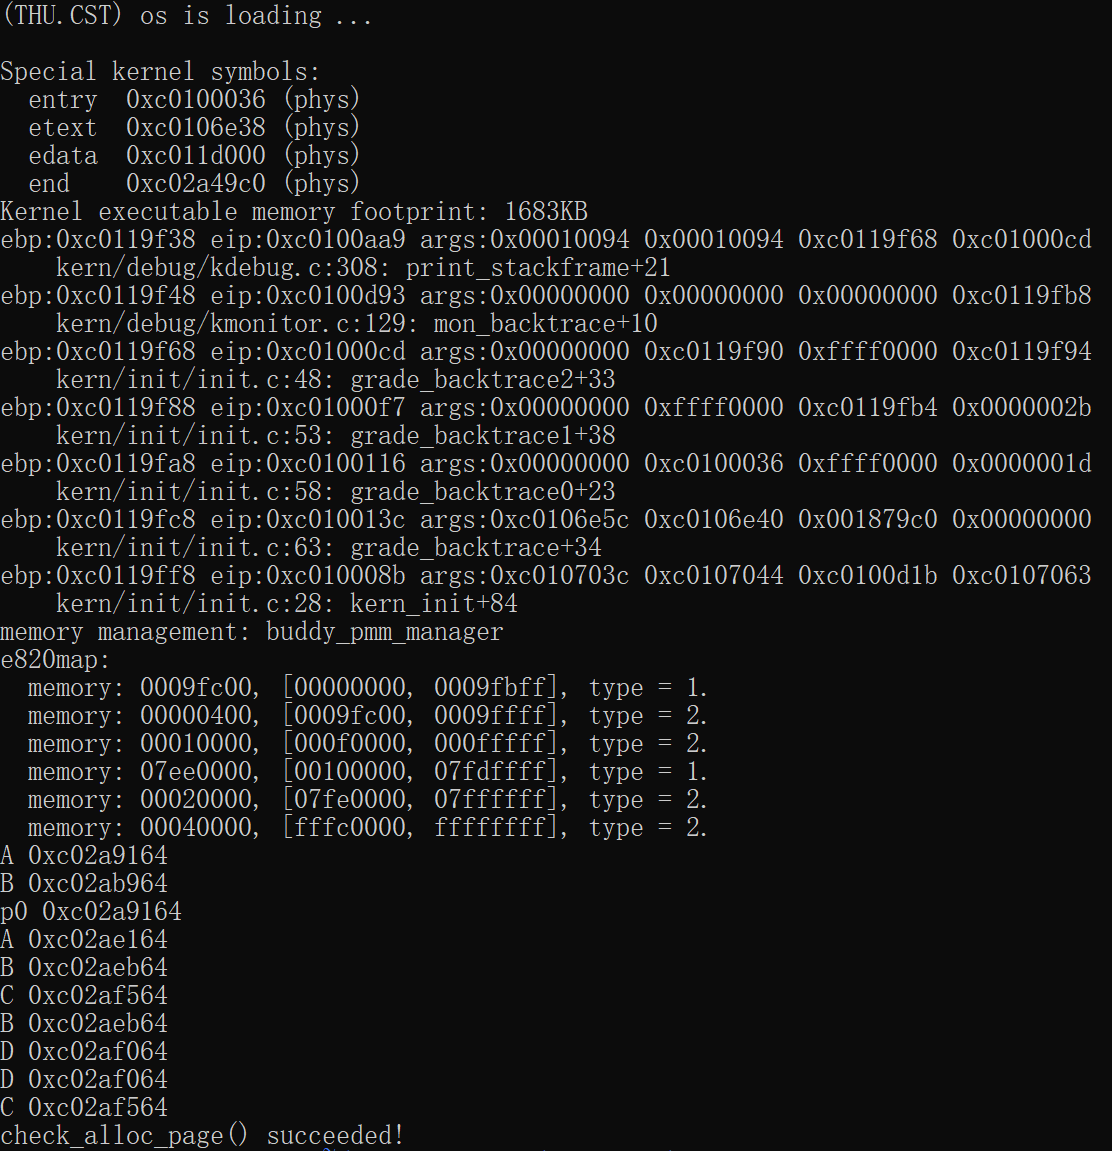 (THU.CST) os is loading ...

Special kernel symbols:
  entry  0xc0100036 (phys)
  etext  0xc0106e38 (phys)
  edata  0xc011d000 (phys)
  end    0xc02a49c0 (phys)
Kernel executable memory footprint: 1683KB
ebp:0xc0119f38 eip:0xc0100aa9 args:0x00010094 0x00010094 0xc0119f68 0xc01000cd
    kern/debug/kdebug.c:308: print_stackframe+21
ebp:0xc0119f48 eip:0xc0100d93 args:0x00000000 0x00000000 0x00000000 0xc0119fb8
    kern/debug/kmonitor.c:129: mon_backtrace+10
ebp:0xc0119f68 eip:0xc01000cd args:0x00000000 0xc0119f90 0xffff0000 0xc0119f94
    kern/init/init.c:48: grade_backtrace2+33
ebp:0xc0119f88 eip:0xc01000f7 args:0x00000000 0xffff0000 0xc0119fb4 0x0000002b
    kern/init/init.c:53: grade_backtrace1+38
ebp:0xc0119fa8 eip:0xc0100116 args:0x00000000 0xc0100036 0xffff0000 0x0000001d
    kern/init/init.c:58: grade_backtrace0+23
ebp:0xc0119fc8 eip:0xc010013c args:0xc0106e5c 0xc0106e40 0x001879c0 0x00000000
    kern/init/init.c:63: grade_backtrace+34
ebp:0xc0119ff8 eip:0xc010008b args:0xc010703c 0xc0107044 0xc0100d1b 0xc0107063
    kern/init/init.c:28: kern_init+84
memory management: buddy_pmm_manager
e820map:
  memory: 0009fc00, [00000000, 0009fbff], type = 1.
  memory: 00000400, [0009fc00, 0009ffff], type = 2.
  memory: 00010000, [000f0000, 000fffff], type = 2.
  memory: 07ee0000, [00100000, 07fdffff], type = 1.
  memory: 00020000, [07fe0000, 07ffffff], type = 2.
  memory: 00040000, [fffc0000, ffffffff], type = 2.
A 0xc02a9164
B 0xc02ab964
p0 0xc02a9164
A 0xc02ae164
B 0xc02aeb64
C 0xc02af564
B 0xc02aeb64
D 0xc02af064
D 0xc02af064
C 0xc02af564
check_alloc_page() succeeded!